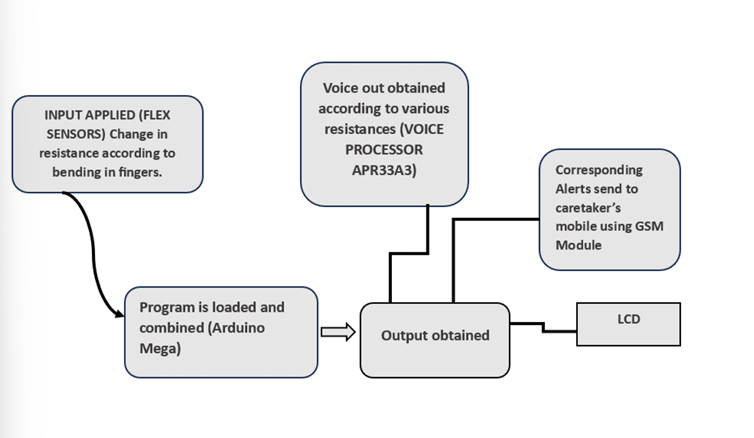 INPUT APPLIED (FLEX
SENSORS) Change in
resistance according to
bending in fingers.
Voice out obtained
according to various
resistances (VOICE
PROCESSOR
APR33A3)
Corresponding
Alerts send to
caretaker's
mobile using GSM
Module
Program is loaded and
combined (Arduino
Mega)
Output obtained
LCD